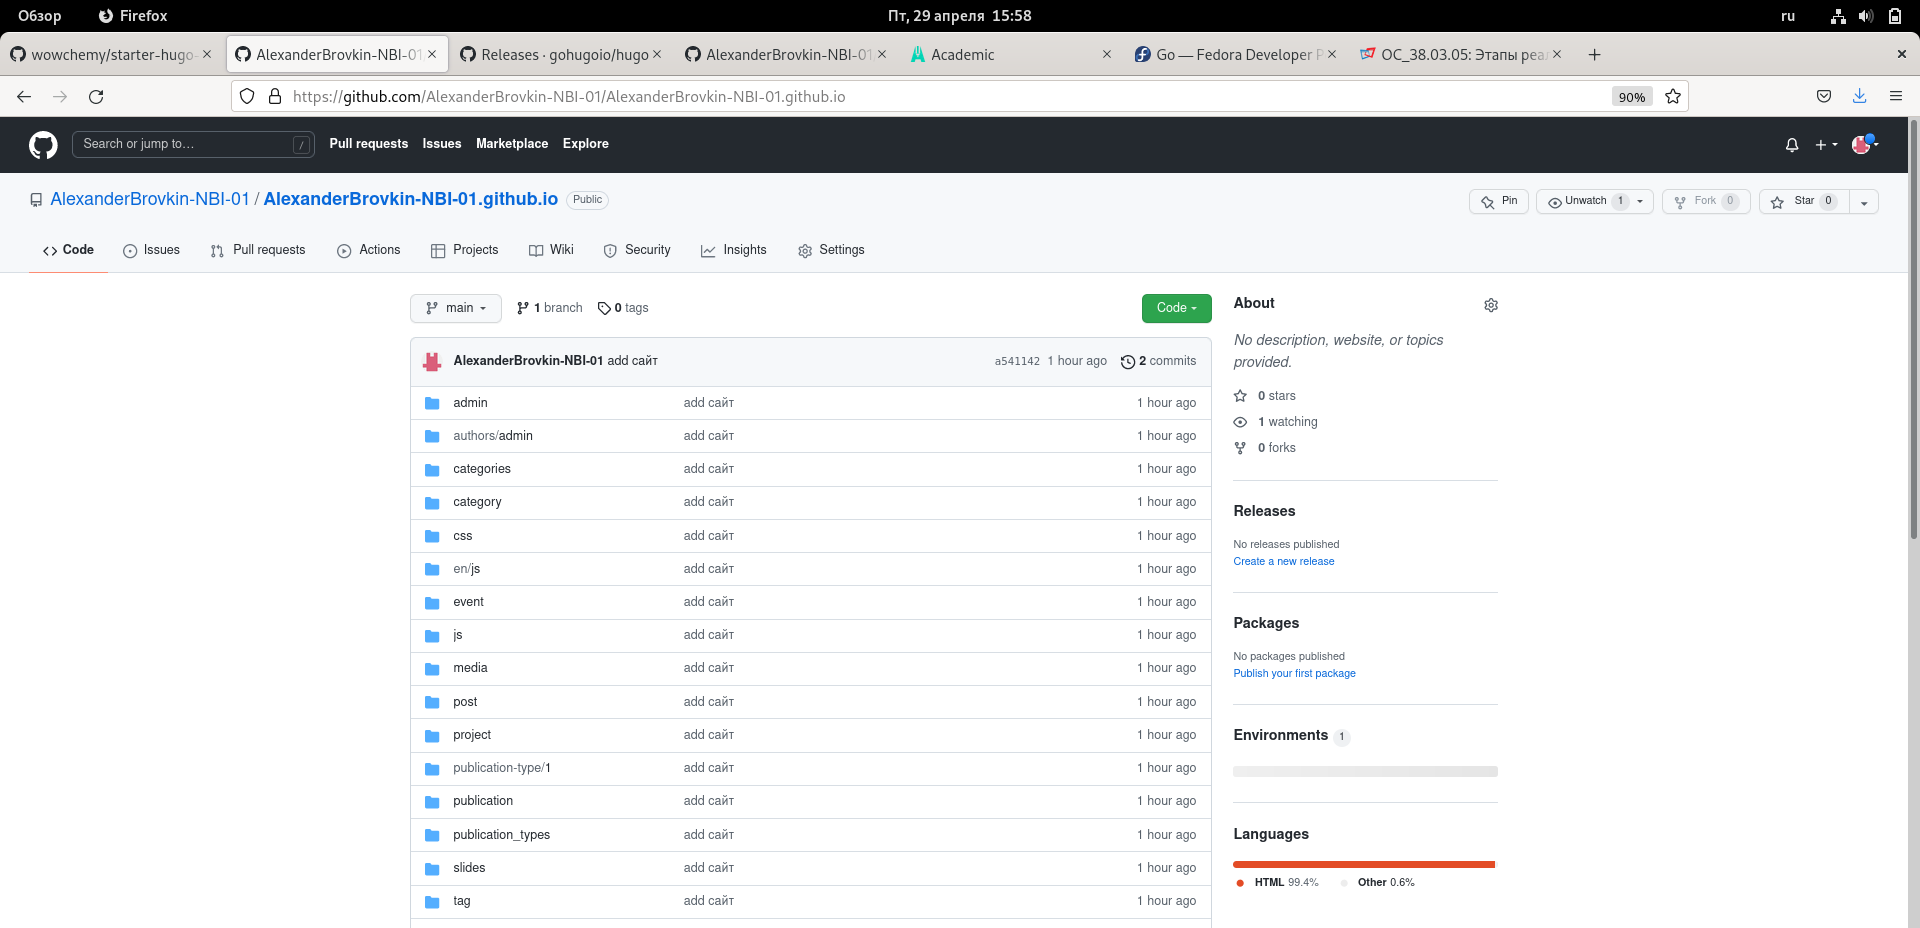 Обзор Firefox Пт, 29 апреля 15:58 ru
wowchemy/starter-hugo- AlexanderBrovkin-NBI-01 Releases · gohugoio/hugo AlexanderBrovkin-NBI-01 Academic Go — Fedora Developer P ОС_38.03.05: Этапы реа
https://github.com/AlexanderBrovkin-NBI-01/AlexanderBrovkin-NBI-01.github.io 90%
Search or jump to… / Pull requests Issues Marketplace Explore
AlexanderBrovkin-NBI-01 / AlexanderBrovkin-NBI-01.github.io Public Pin Unwatch 1 Fork 0 Star 0
Code Issues Pull requests Actions Projects Wiki Security Insights Settings
main 1 branch 0 tags Code
AlexanderBrovkin-NBI-01 add сайт a541142 1 hour ago 2 commits
admin add сайт 1 hour ago
authors/admin add сайт 1 hour ago
categories add сайт 1 hour ago
category add сайт 1 hour ago
css add сайт 1 hour ago
en/js add сайт 1 hour ago
event add сайт 1 hour ago
js add сайт 1 hour ago
media add сайт 1 hour ago
post add сайт 1 hour ago
project add сайт 1 hour ago
publication-type/1 add сайт 1 hour ago
publication add сайт 1 hour ago
publication_types add сайт 1 hour ago
slides add сайт 1 hour ago
tag add сайт 1 hour ago
About
No description, website, or topics
provided.
0 stars
1 watching
0 forks
Releases
No releases published
Create a new release
Packages
No packages published
Publish your first package
Environments 1
Languages
HTML 99.4% Other 0.6%